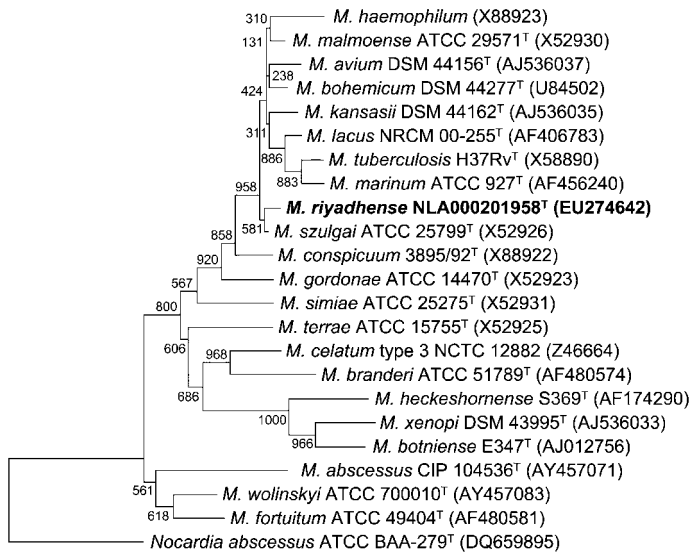 310
M. haemophilum (X88923)
131
M. malmoense ATCC 29571ᵀ (X52930)
M. avium DSM 44156ᵀ (AJ536037)
238
424
M. bohemicum DSM 44277ᵀ (U84502)
M. kansasii DSM 44162ᵀ (AJ536035)
311
M. lacus NRCM 00-255ᵀ (AF406783)
886
M. tuberculosis H37Rvᵀ (X58890)
883
M. marinum ATCC 927ᵀ (AF456240)
958
M. riyadhense NLA000201958ᵀ (EU274642)
581
M. szulgai ATCC 25799ᵀ (X52926)
858
M. conspicuum 3895/92ᵀ (X88922)
920
M. gordonae ATCC 14470ᵀ (X52923)
567
M. simiae ATCC 25275ᵀ (X52931)
800
M. terrae ATCC 15755ᵀ (X52925)
606
968
M. celatum type 3 NCTC 12882 (Z46664)
M. branderi ATCC 51789ᵀ (AF480574)
686
M. heckeshornense S369ᵀ (AF174290)
1000
M. xenopi DSM 43995ᵀ (AJ536033)
966
M. botniense E347ᵀ (AJ012756)
M. abscessus CIP 104536ᵀ (AY457071)
561
M. wolinskyi ATCC 700010ᵀ (AY457083)
618
M. fortuitum ATCC 49404ᵀ (AF480581)
Nocardia abscessus ATCC BAA-279ᵀ (DQ659895)